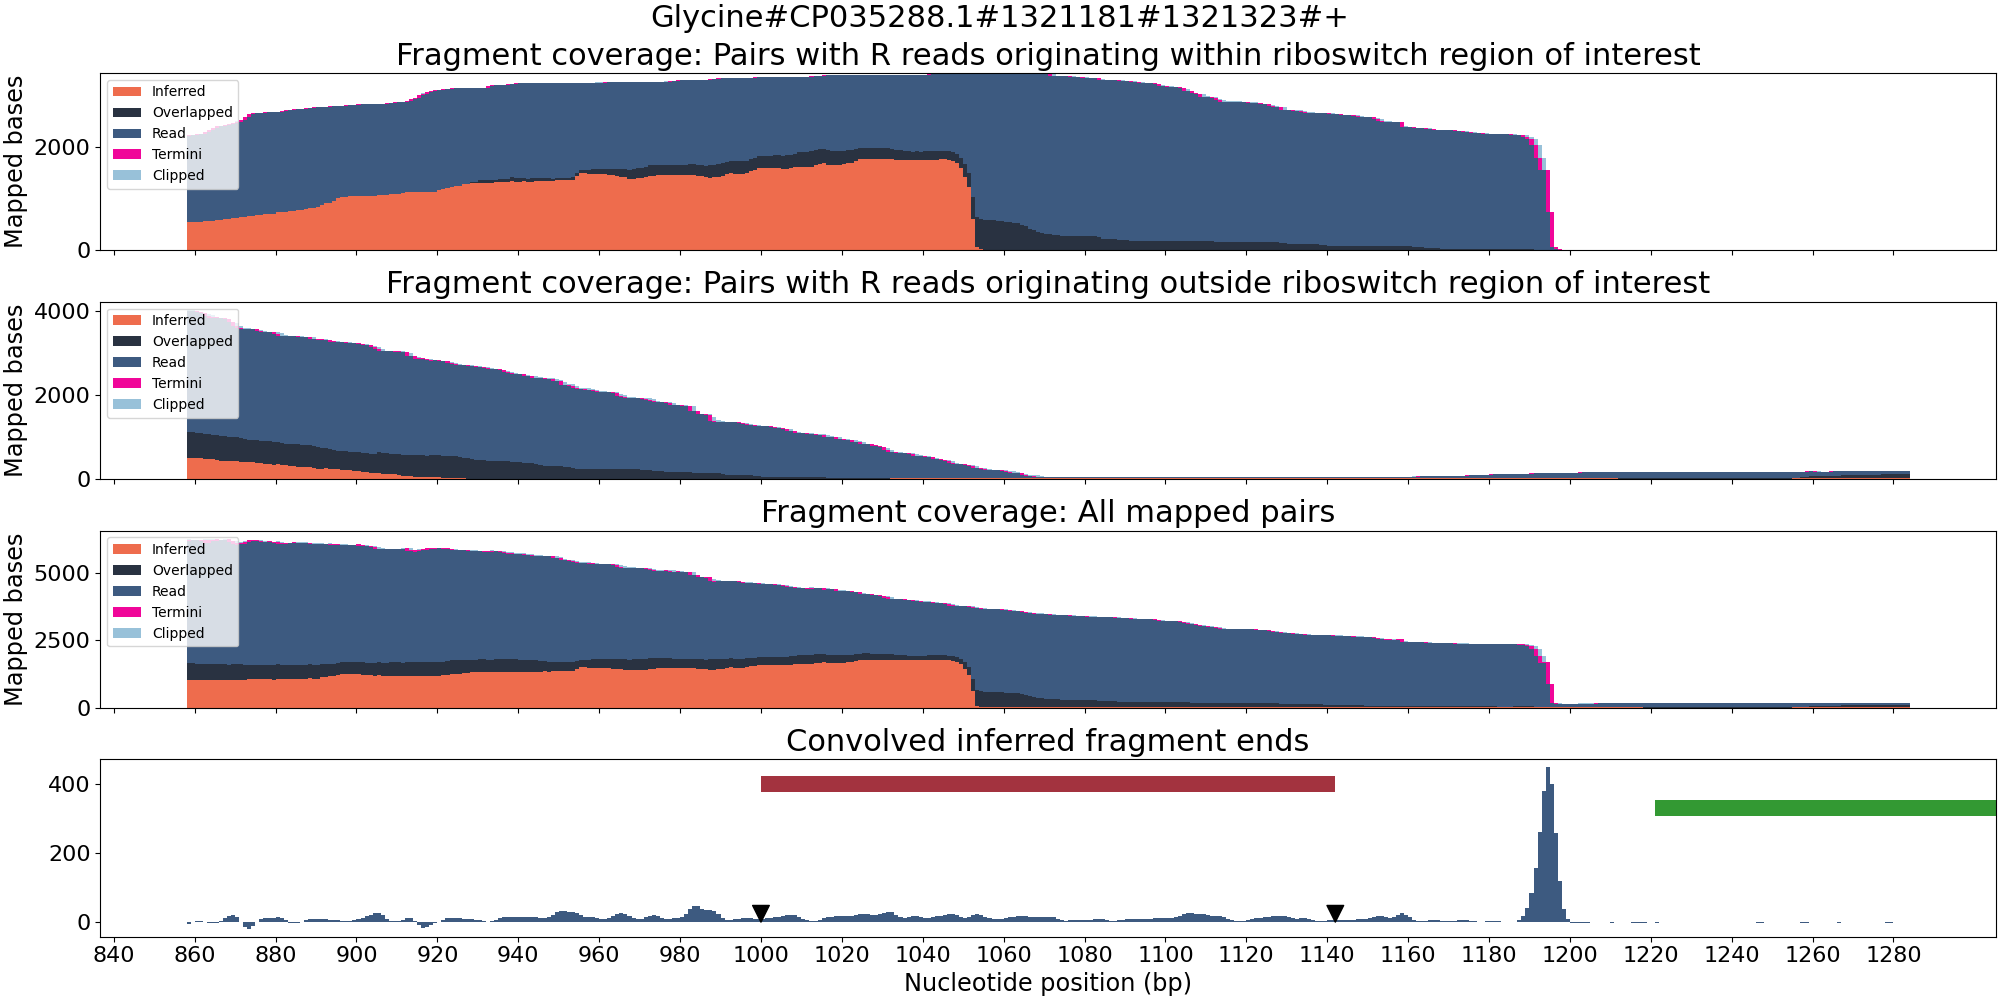 Glycine#CP035288.1#1321181#1321323#+
Fragment coverage: Pairs with R reads originating within riboswitch region of interest
Mapped bases
2000
0
Inferred
Overlapped
Read
Termini
Clipped
Fragment coverage: Pairs with R reads originating outside riboswitch region of interest
Mapped bases
4000
2000
0
Inferred
Overlapped
Read
Termini
Clipped
Fragment coverage: All mapped pairs
Mapped bases
5000
2500
0
Inferred
Overlapped
Read
Termini
Clipped
Convolved inferred fragment ends
400
200
0
840 860 880 900 920 940 960 980 1000 1020 1040 1060 1080 1100 1120 1140 1160 1180 1200 1220 1240 1260 1280
Nucleotide position (bp)